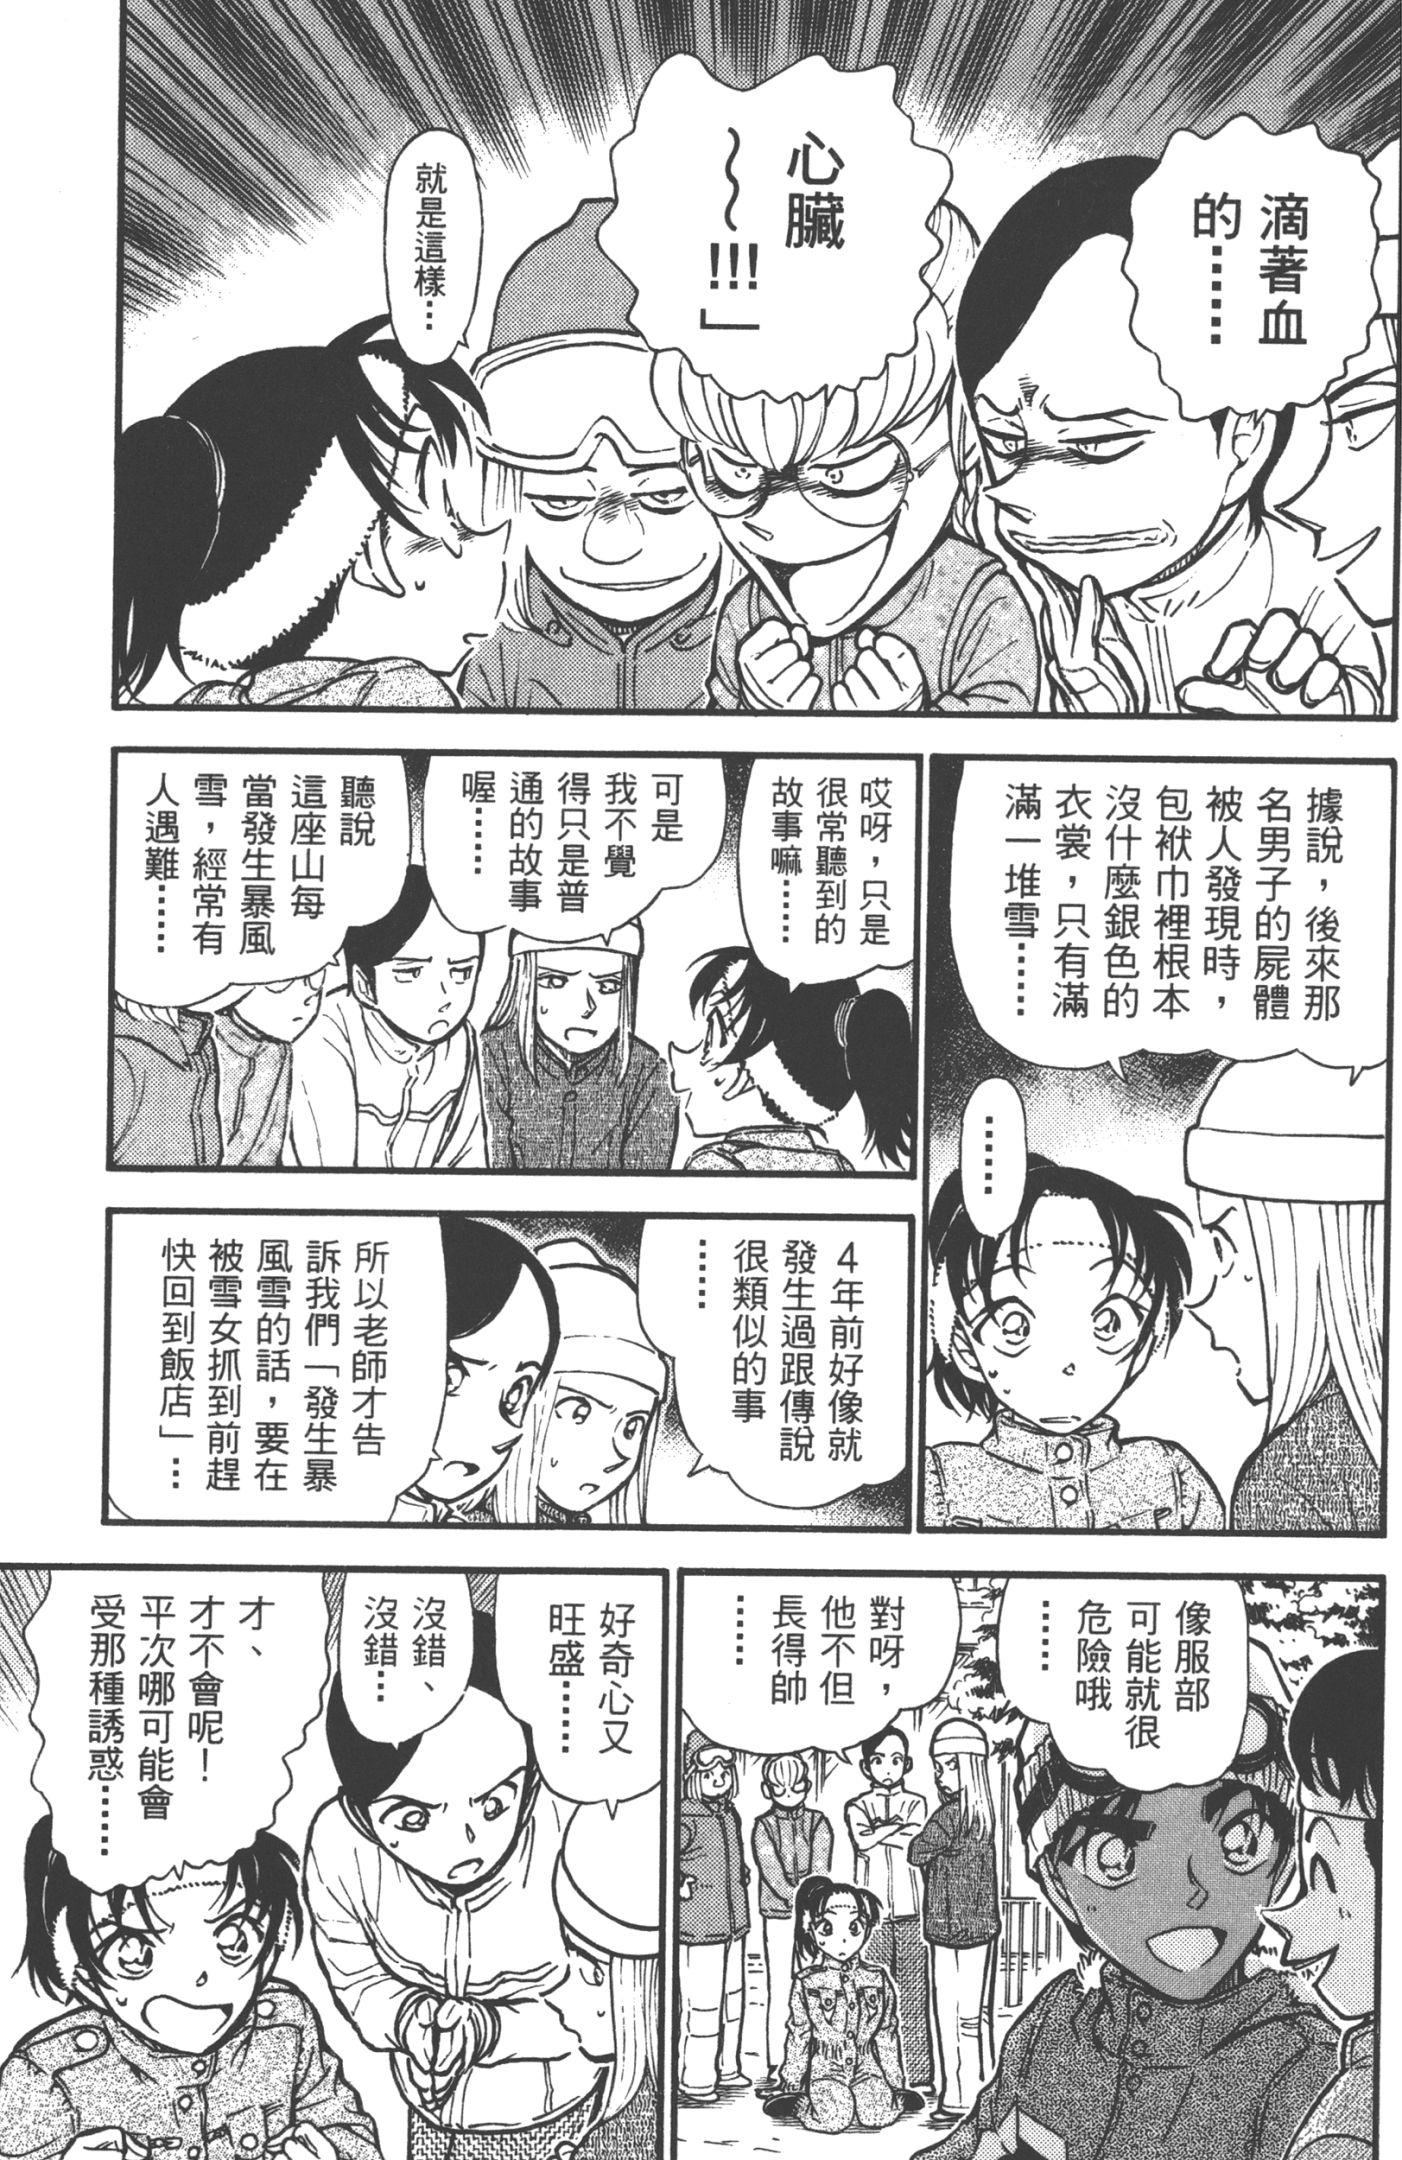 滴著血
的……
心臟
～～!!!」
就是這樣…
據說，後來那
名男子的屍體
被人發現時，
包袱巾裡根本
沒什麼銀色的
衣裳，只有滿
滿一堆雪……
……
哎呀，只是
很常聽到的
故事嘛……
可是
我不覺
得只是普
通的故事
喔……
聽說
這座山每
當發生暴風
雪，經常有
人遇難……
4年前好像就
發生過跟傳說
很類似的事
……
所以老師才告
訴我們「發生暴
風雪的話，要在
被雪女抓到前趕
快回到飯店」…
像服部
可能就很
危險哦
……
對呀，
他不但
長得帥
……
好奇心又
旺盛……
沒錯、
沒錯…
才、
才不會呢！
平次哪可能會
受那種誘惑……